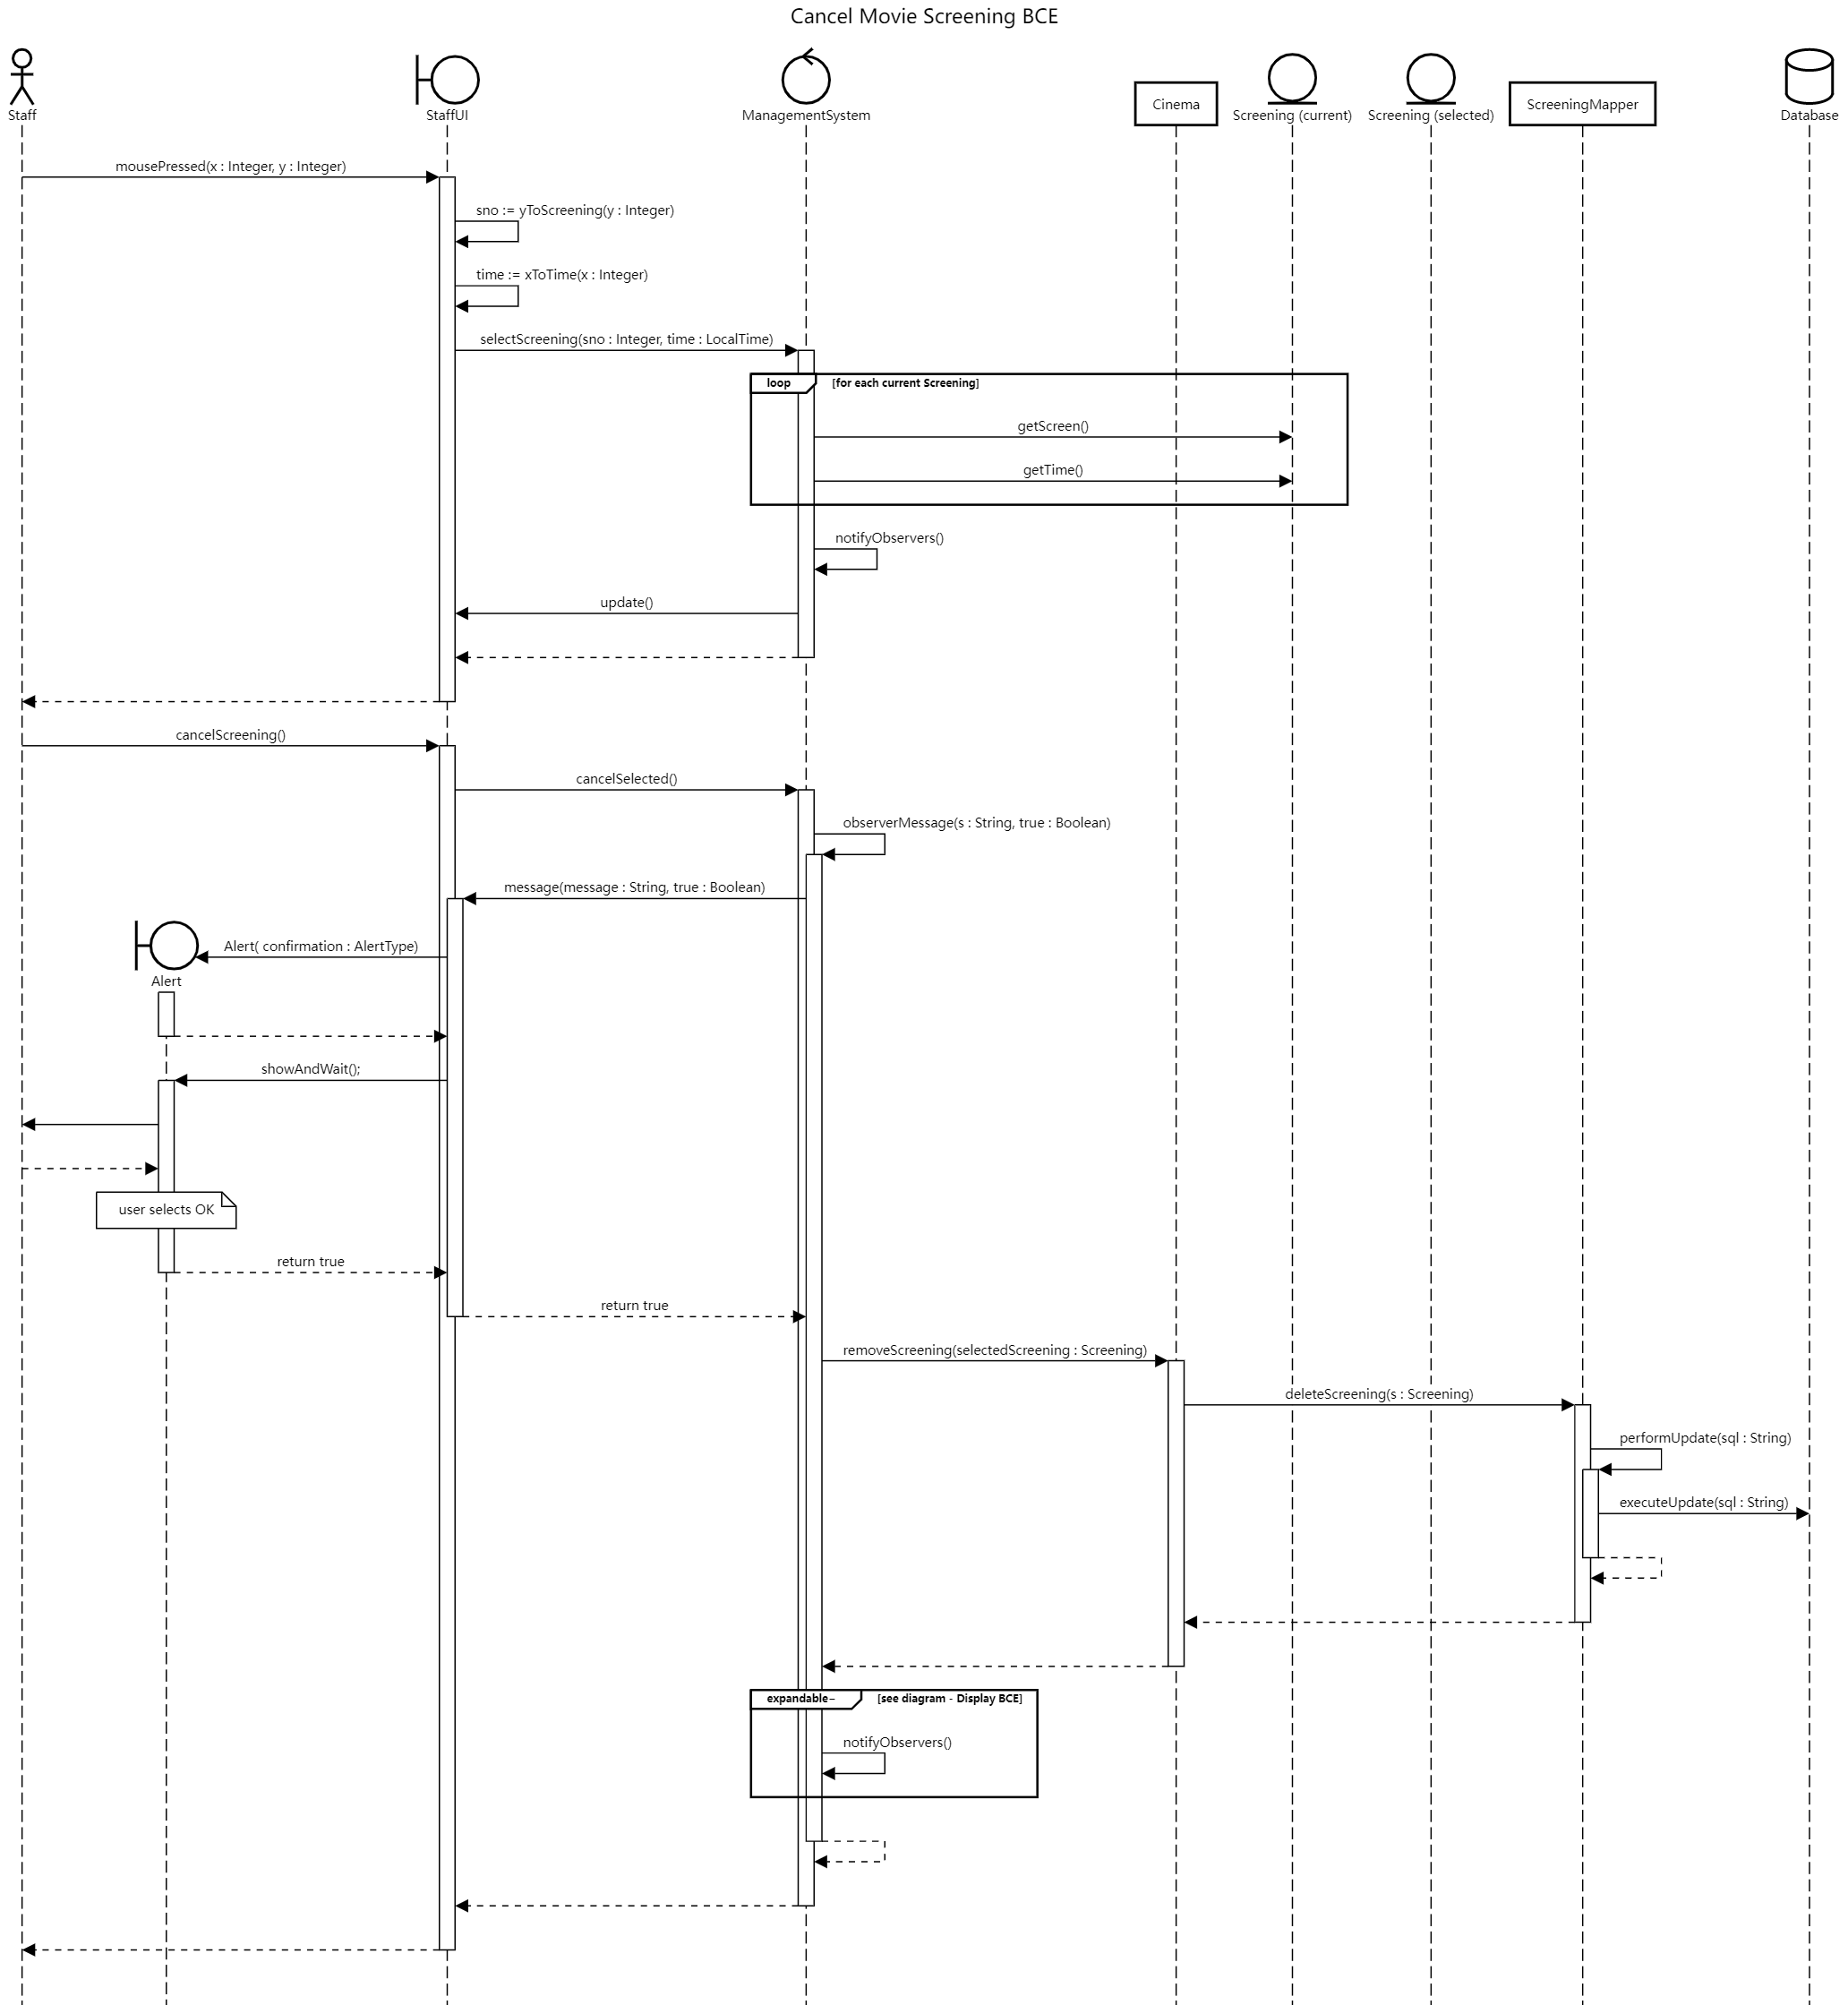 Cancel Movie Screening BCE
Staff
StaffUI
ManagementSystem
Cinema
Screening (current)
Screening (selected)
ScreeningMapper
Database
mousePressed(x : Integer, y : Integer)
sno := yToScreening(y : Integer)
time := xToTime(x : Integer)
selectScreening(sno : Integer, time : LocalTime)
loop
[for each current Screening]
getScreen()
getTime()
notifyObservers()
update()
cancelScreening()
cancelSelected()
observerMessage(s : String, true : Boolean)
message(message : String, true : Boolean)
Alert( confirmation : AlertType)
Alert
showAndWait();
user selects OK
return true
return true
removeScreening(selectedScreening : Screening)
deleteScreening(s : Screening)
performUpdate(sql : String)
executeUpdate(sql : String)
expandable−
[see diagram - Display BCE]
notifyObservers()